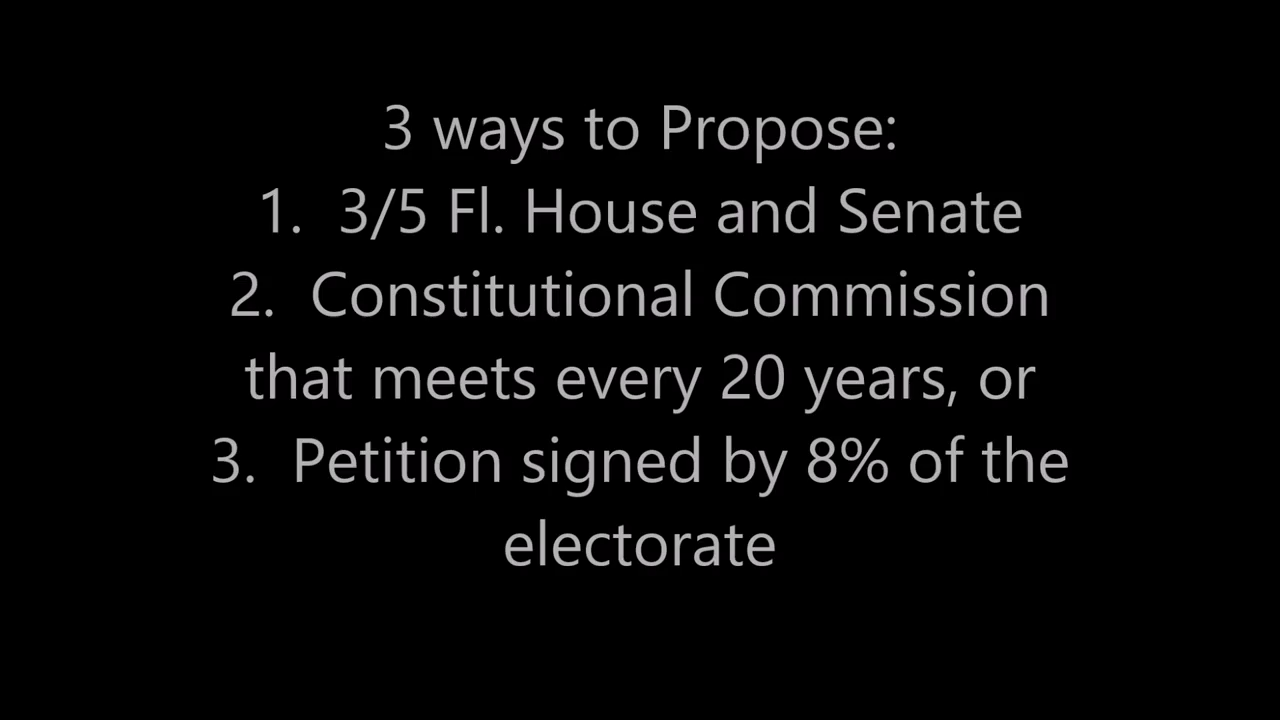 3 ways to Propose:
1.  3/5 Fl. House and Senate
2.  Constitutional Commission
that meets every 20 years, or
3.  Petition signed by 8% of the
electorate